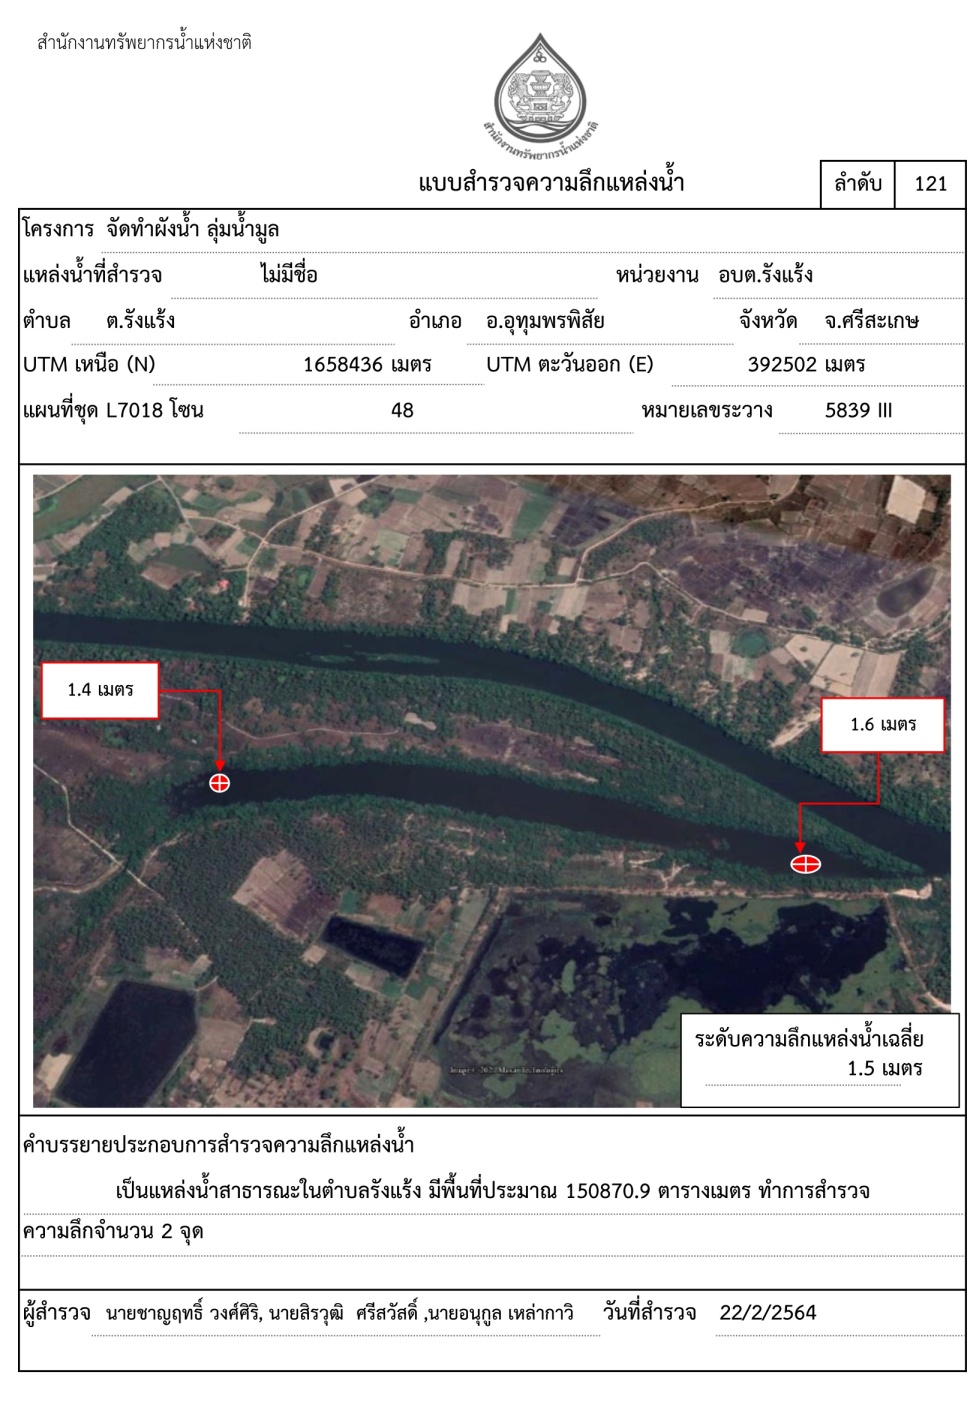 สำนักงานทรัพยากรน้ำแห่งชาติ
สำนักงานทรัพยากรน้ำแห่งชาติ
แบบสำรวจความลึกแหล่งน้ำ
ลำดับ 121
โครงการ จัดทำผังน้ำ ลุ่มน้ำมูล
แหล่งน้ำที่สำรวจ ไม่มีชื่อ หน่วยงาน อบต.รังแร้ง
ตำบล ต.รังแร้ง อำเภอ อ.อุทุมพรพิสัย จังหวัด จ.ศรีสะเกษ
UTM เหนือ (N) 1658436 เมตร UTM ตะวันออก (E) 392502 เมตร
แผนที่ชุด L7018 โซน 48 หมายเลขระวาง 5839 III
1.4 เมตร
1.6 เมตร
ระดับความลึกแหล่งน้ำเฉลี่ย
1.5 เมตร
คำบรรยายประกอบการสำรวจความลึกแหล่งน้ำ
เป็นแหล่งน้ำสาธารณะในตำบลรังแร้ง มีพื้นที่ประมาณ 150870.9 ตารางเมตร ทำการสำรวจ
ความลึกจำนวน 2 จุด
ผู้สำรวจ นายชาญฤทธิ์ วงศ์ศิริ, นายสิรวุฒิ ศรีสวัสดิ์ ,นายอนุกูล เหล่ากาวิ วันที่สำรวจ 22/2/2564